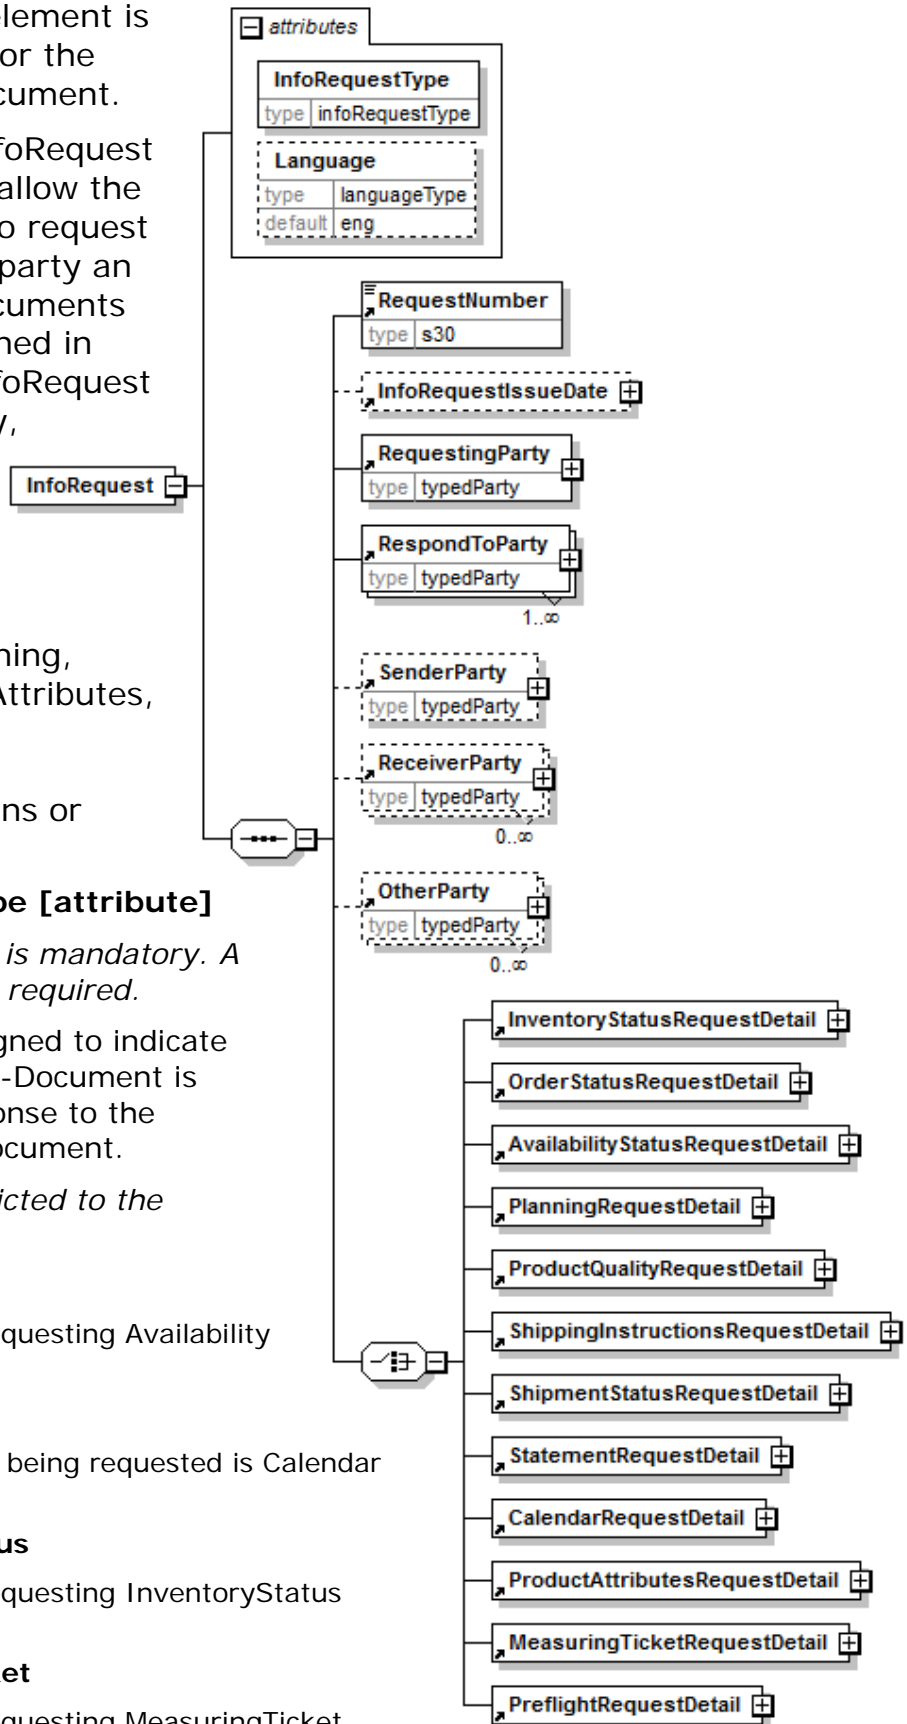 element is
or the
cument.
foRequest
allow the
o request
party an
cuments
ned in
foRequest
y,
ning,
Attributes,
ns or
pe [attribute]
is mandatory. A
required.
gned to indicate
-Document is
onse to the
ocument.
icted to the
questing Availability
being requested is Calendar
us
questing InventoryStatus
et
questing MeasuringTicket
attributes
InfoRequestType
type infoRequestType
Language
type languageType
default eng
InfoRequest
RequestNumber
type s30
InfoRequestIssueDate
RequestingParty
type typedParty
RespondToParty
type typedParty
1..∞
SenderParty
type typedParty
ReceiverParty
type typedParty
0..∞
OtherParty
type typedParty
0..∞
InventoryStatusRequestDetail
OrderStatusRequestDetail
AvailabilityStatusRequestDetail
PlanningRequestDetail
ProductQualityRequestDetail
ShippingInstructionsRequestDetail
ShipmentStatusRequestDetail
StatementRequestDetail
CalendarRequestDetail
ProductAttributesRequestDetail
MeasuringTicketRequestDetail
PreflightRequestDetail